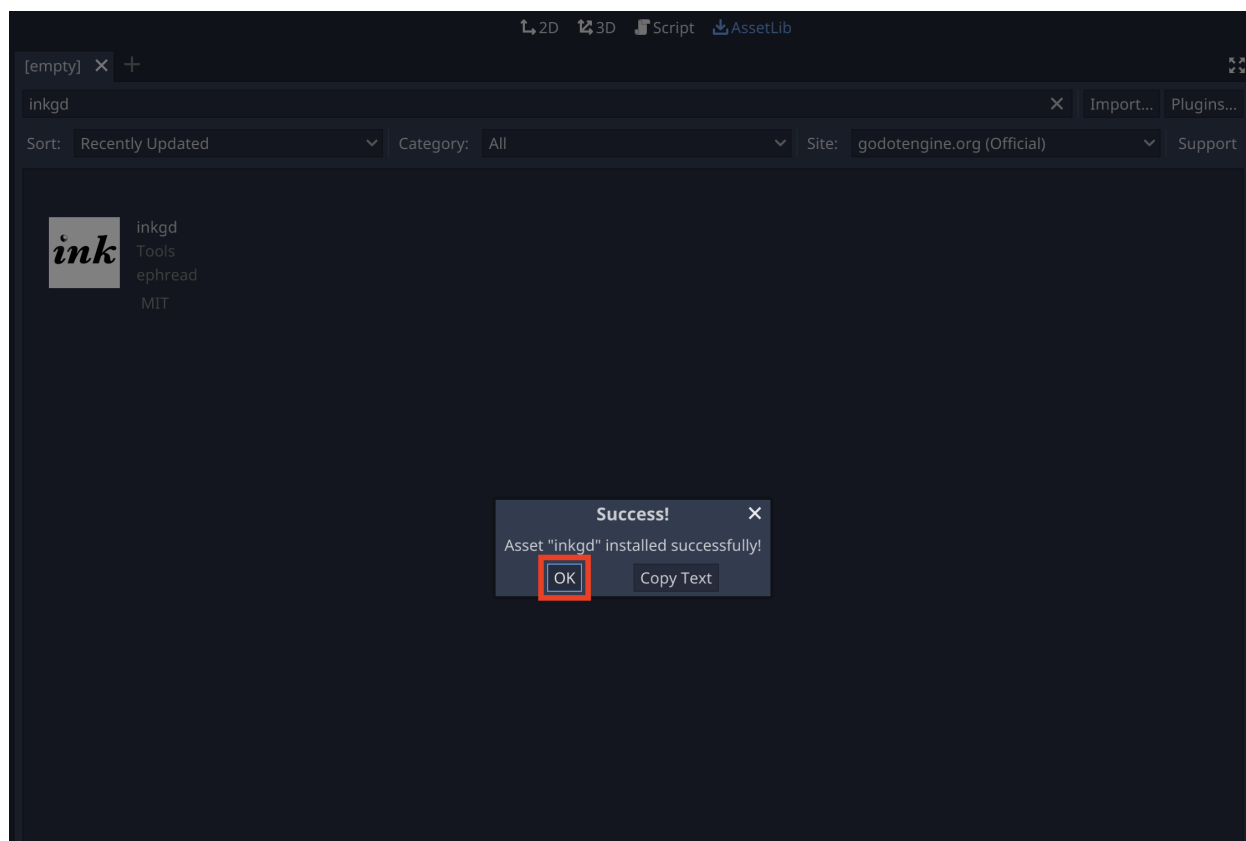 2D 3D Script AssetLib
[empty]
inkgd Import... Plugins...
Sort: Recently Updated Category: All Site: godotengine.org (Official) Support
ink
inkgd
Tools
ephread
MIT
Success!
Asset "inkgd" installed successfully!
OK Copy Text